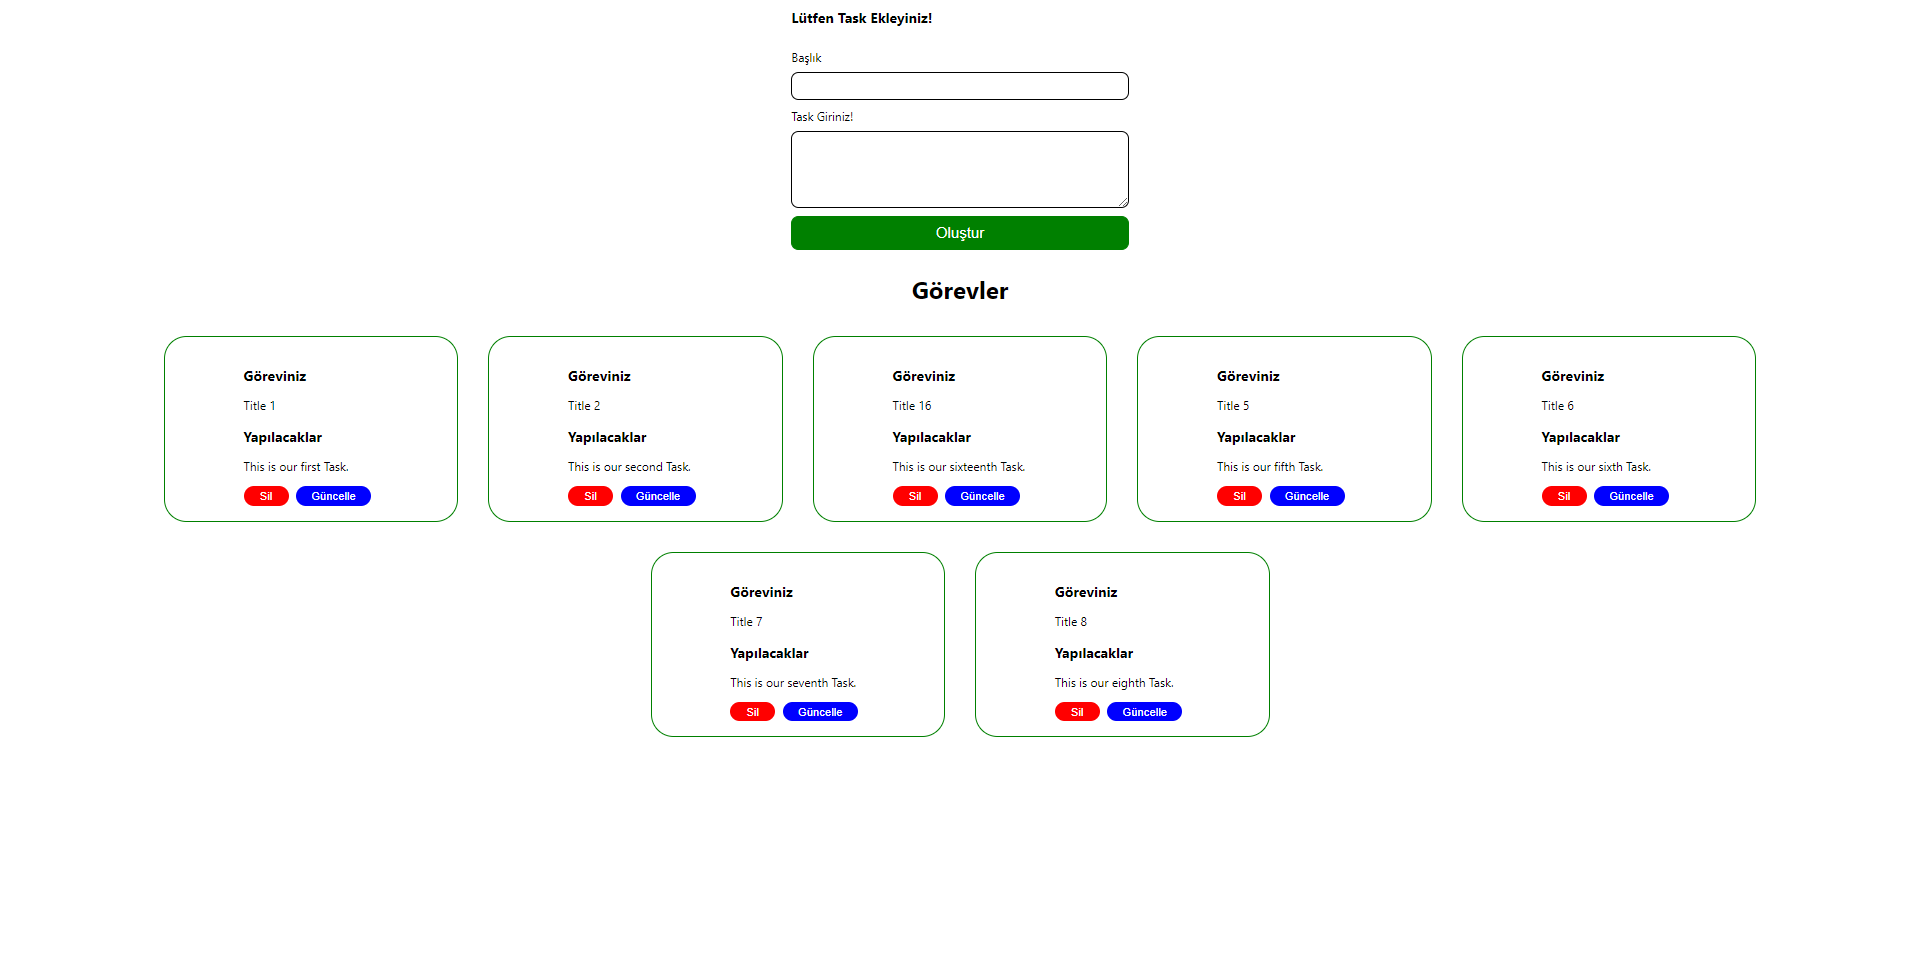 Lütfen Task Ekleyiniz!
Başlık
Task Giriniz!
Oluştur
Görevler
Göreviniz
Title 1
Yapılacaklar
This is our first Task.
Sil Güncelle
Göreviniz
Title 2
Yapılacaklar
This is our second Task.
Sil Güncelle
Göreviniz
Title 16
Yapılacaklar
This is our sixteenth Task.
Sil Güncelle
Göreviniz
Title 5
Yapılacaklar
This is our fifth Task.
Sil Güncelle
Göreviniz
Title 6
Yapılacaklar
This is our sixth Task.
Sil Güncelle
Göreviniz
Title 7
Yapılacaklar
This is our seventh Task.
Sil Güncelle
Göreviniz
Title 8
Yapılacaklar
This is our eighth Task.
Sil Güncelle